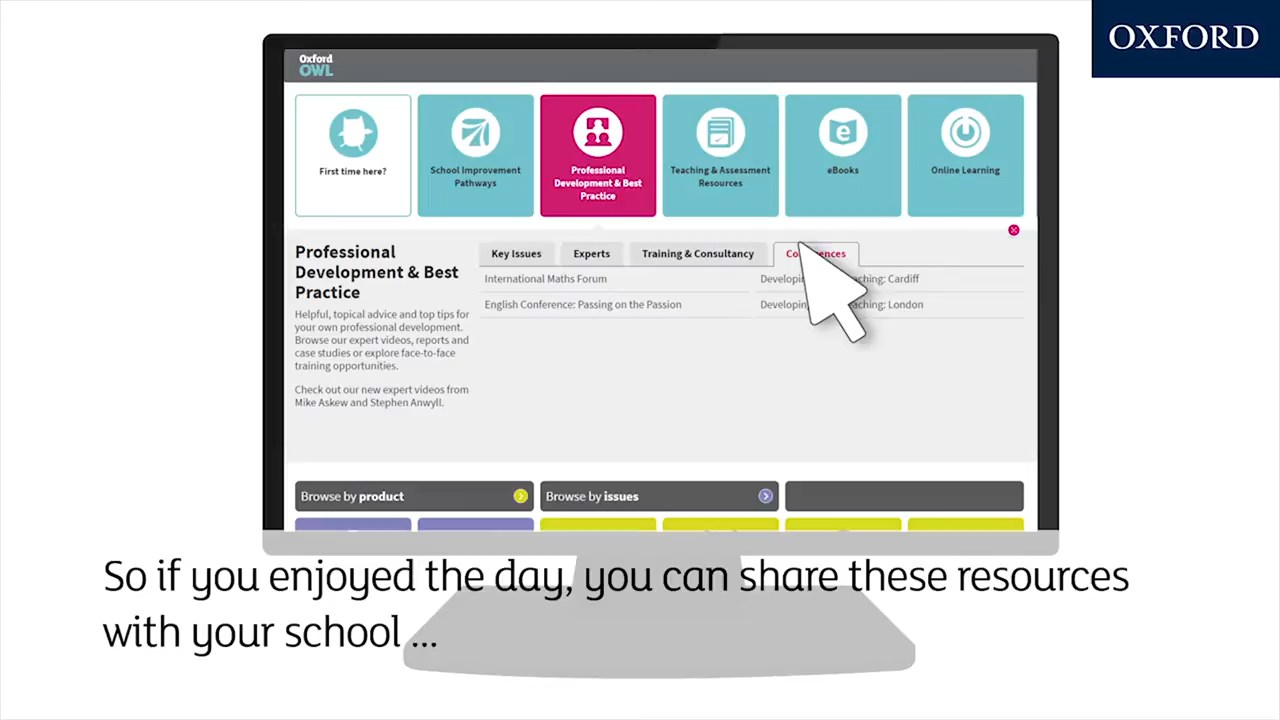 OXFORD
Oxford
OWL
First time here?
School Improvement
Pathways
Professional
Development & Best
Practice
Teaching & Assessment
Resources
eBooks
Online Learning
Professional
Development & Best
Practice
Helpful, topical advice and top tips for
your own professional development.
Browse our expert videos, reports and
case studies or explore face-to-face
training opportunities.
Check out our new expert videos from
Mike Askew and Stephen Anwyll.
Key Issues
Experts
Training & Consultancy
International Maths Forum
English Conference: Passing on the Passion
Cardiff
London
Browse by product
Browse by issues
So if you enjoyed the day, you can share these resources
with your school ...